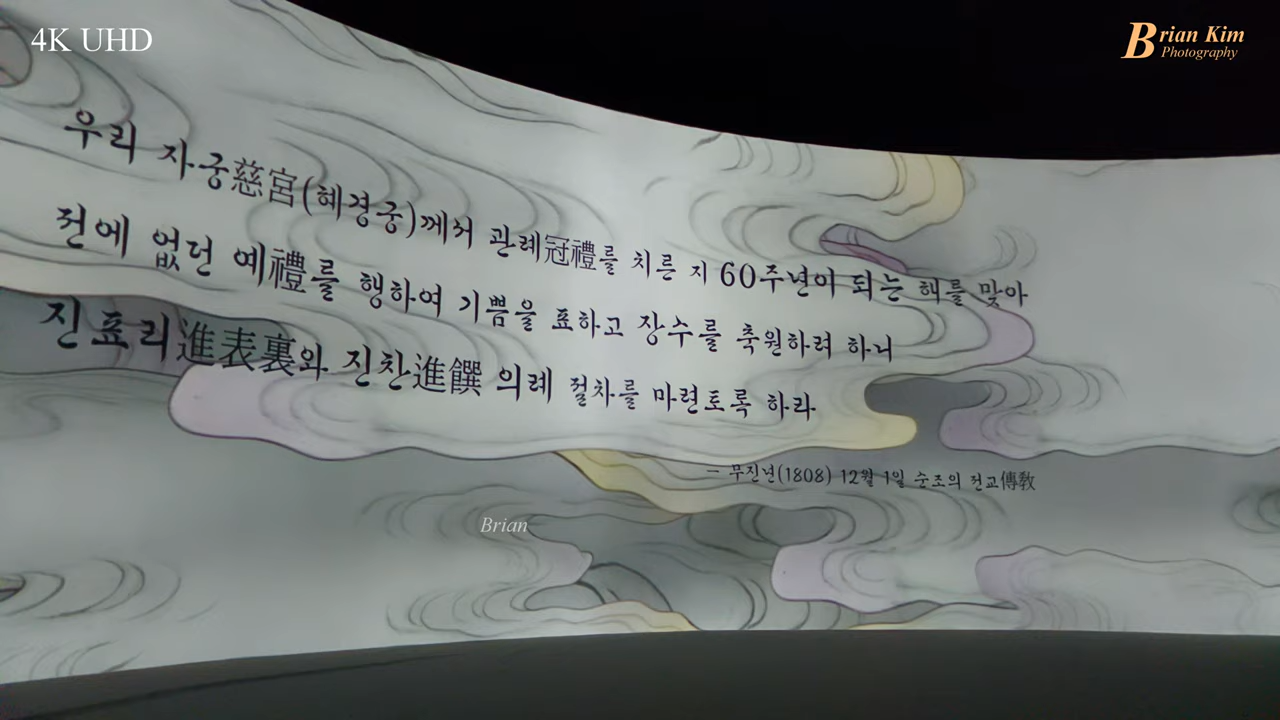 4K UHD
Brian Kim
Photography
우리 자궁慈宮(혜경궁)께서 관례冠禮를 치른 지 60주년이 되는 해를 맞아
전에 없던 예禮를 행하여 기쁨을 표하고 장수를 축원하려 하니
진표리進表裏와 진찬進饌 의례 절차를 마련토록 하라
- 무진년(1808) 12월 1일 순조의 전교傳敎
Brian